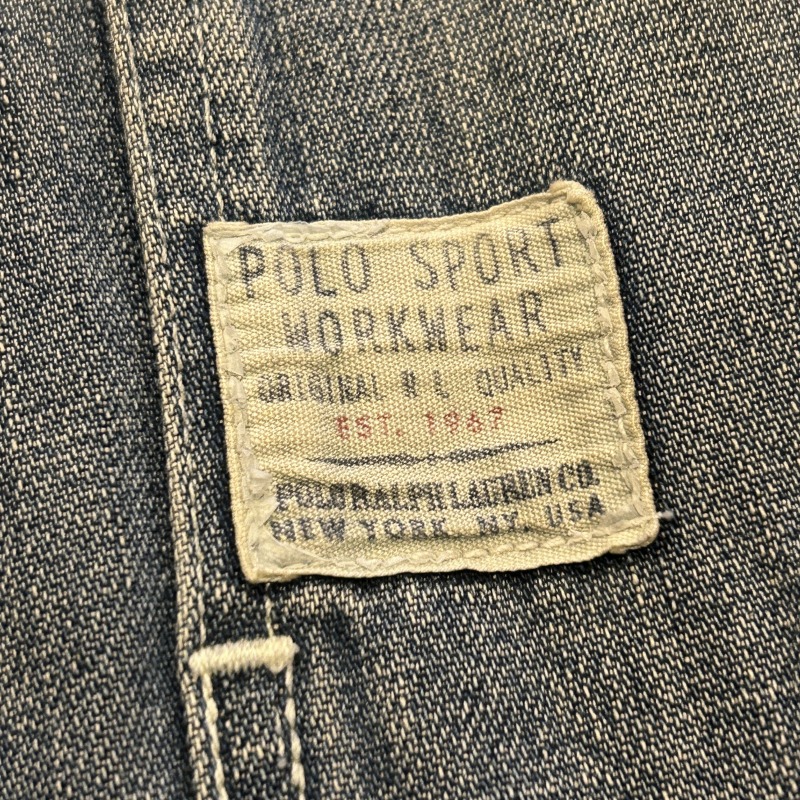 POLO SPORT
WORKWEAR
ORIGINAL R L QUALITY
EST. 1967
POLO RALPH LAUREN CO.
NEW YORK, NY, USA